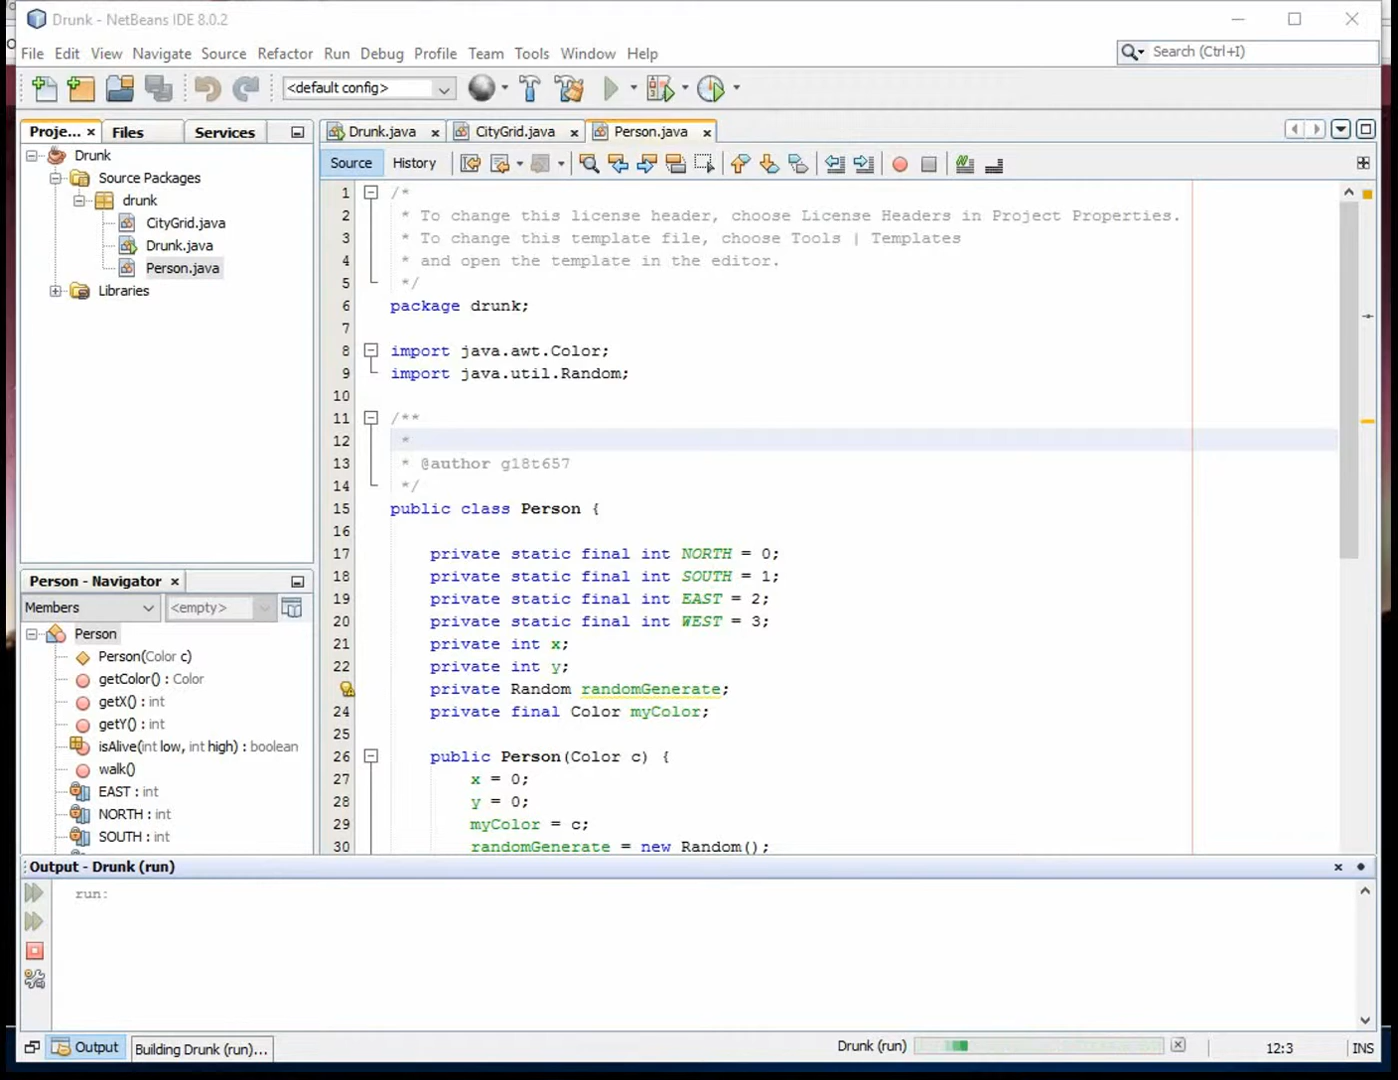 Drunk - NetBeans IDE 8.0.2
File Edit View Navigate Source Refactor Run Debug Profile Team Tools Window Help
Search (Ctrl+I)
<default config>
Proje... x Files Services
Drunk.java x CityGrid.java x Person.java x
Source History
Drunk
Source Packages
drunk
CityGrid.java
Drunk.java
Person.java
Libraries
1 /*
2 * To change this license header, choose License Headers in Project Properties.
3 * To change this template file, choose Tools | Templates
4 * and open the template in the editor.
5 */
6 package drunk;
7
8 import java.awt.Color;
9 import java.util.Random;
10
11 /**
12 *
13 * @author g18t657
14 */
15 public class Person {
16
17 private static final int NORTH = 0;
18 private static final int SOUTH = 1;
19 private static final int EAST = 2;
20 private static final int WEST = 3;
21 private int x;
22 private int y;
private Random randomGenerate;
24 private final Color myColor;
25
26 public Person(Color c) {
27 x = 0;
28 y = 0;
29 myColor = c;
30 randomGenerate = new Random();
Person - Navigator x
Members <empty>
Person
Person(Color c)
getColor() : Color
getX() : int
getY() : int
isAlive(int low, int high) : boolean
walk()
EAST : int
NORTH : int
SOUTH : int
Output - Drunk (run)
run:
Output Building Drunk (run)...
Drunk (run)
12:3 INS